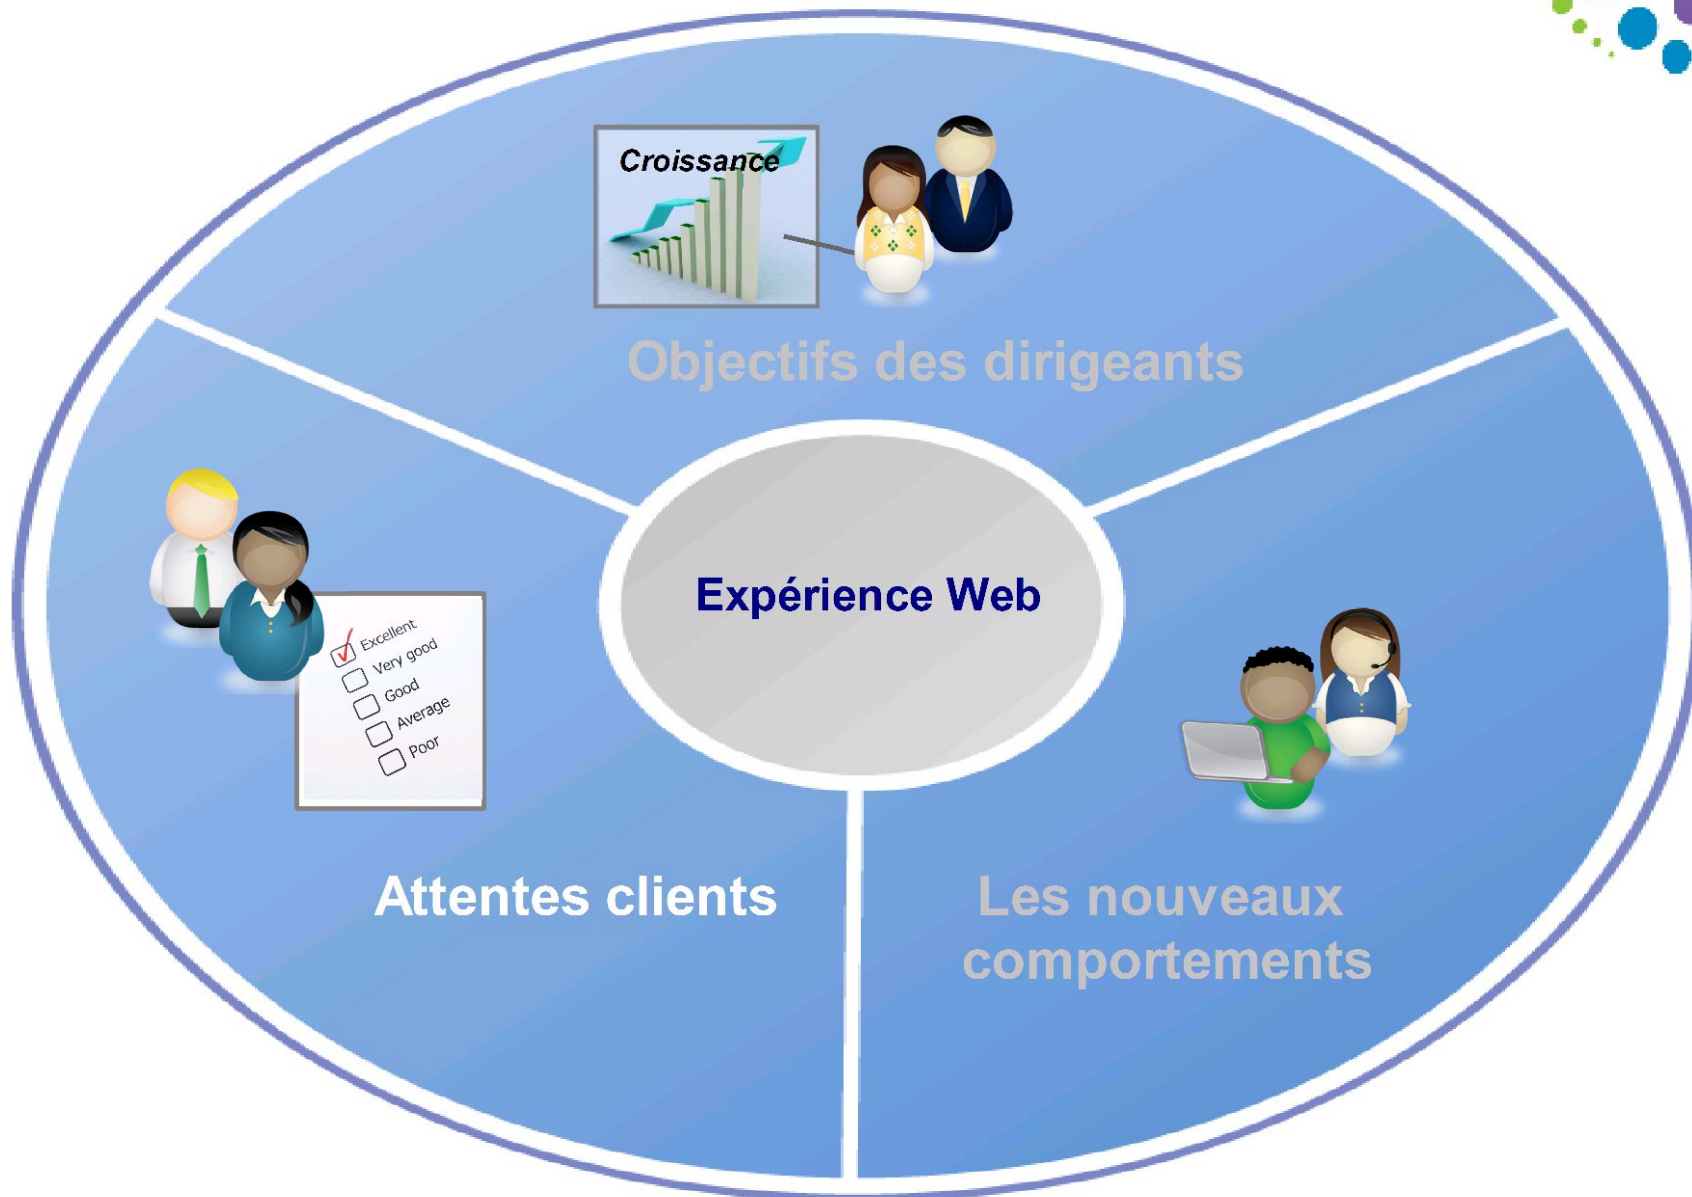 Croissance
Objectifs des dirigeants
Expérience Web
Excellent
Very good
Good
Average
Poor
Attentes clients
Les nouveaux
comportements